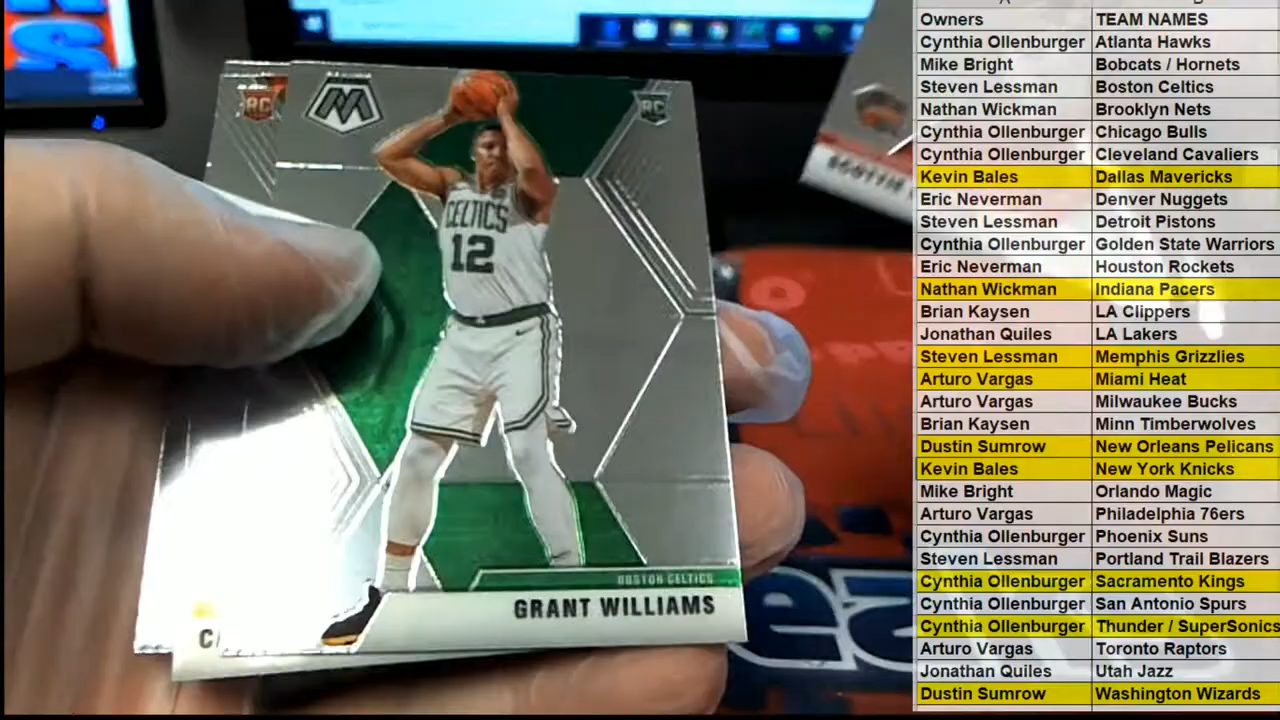 RC
RC
CELTICS
12
BOSTON CELTICS
GRANT WILLIAMS
C
SCOTTIE
Owners TEAM NAMES
Cynthia Ollenburger Atlanta Hawks
Mike Bright Bobcats / Hornets
Steven Lessman Boston Celtics
Nathan Wickman Brooklyn Nets
Cynthia Ollenburger Chicago Bulls
Cynthia Ollenburger Cleveland Cavaliers
Kevin Bales Dallas Mavericks
Eric Neverman Denver Nuggets
Steven Lessman Detroit Pistons
Cynthia Ollenburger Golden State Warriors
Eric Neverman Houston Rockets
Nathan Wickman Indiana Pacers
Brian Kaysen LA Clippers
Jonathan Quiles LA Lakers
Steven Lessman Memphis Grizzlies
Arturo Vargas Miami Heat
Arturo Vargas Milwaukee Bucks
Brian Kaysen Minn Timberwolves
Dustin Sumrow New Orleans Pelicans
Kevin Bales New York Knicks
Mike Bright Orlando Magic
Arturo Vargas Philadelphia 76ers
Cynthia Ollenburger Phoenix Suns
Steven Lessman Portland Trail Blazers
Cynthia Ollenburger Sacramento Kings
Cynthia Ollenburger San Antonio Spurs
Cynthia Ollenburger Thunder / SuperSonics
Arturo Vargas Toronto Raptors
Jonathan Quiles Utah Jazz
Dustin Sumrow Washington Wizards